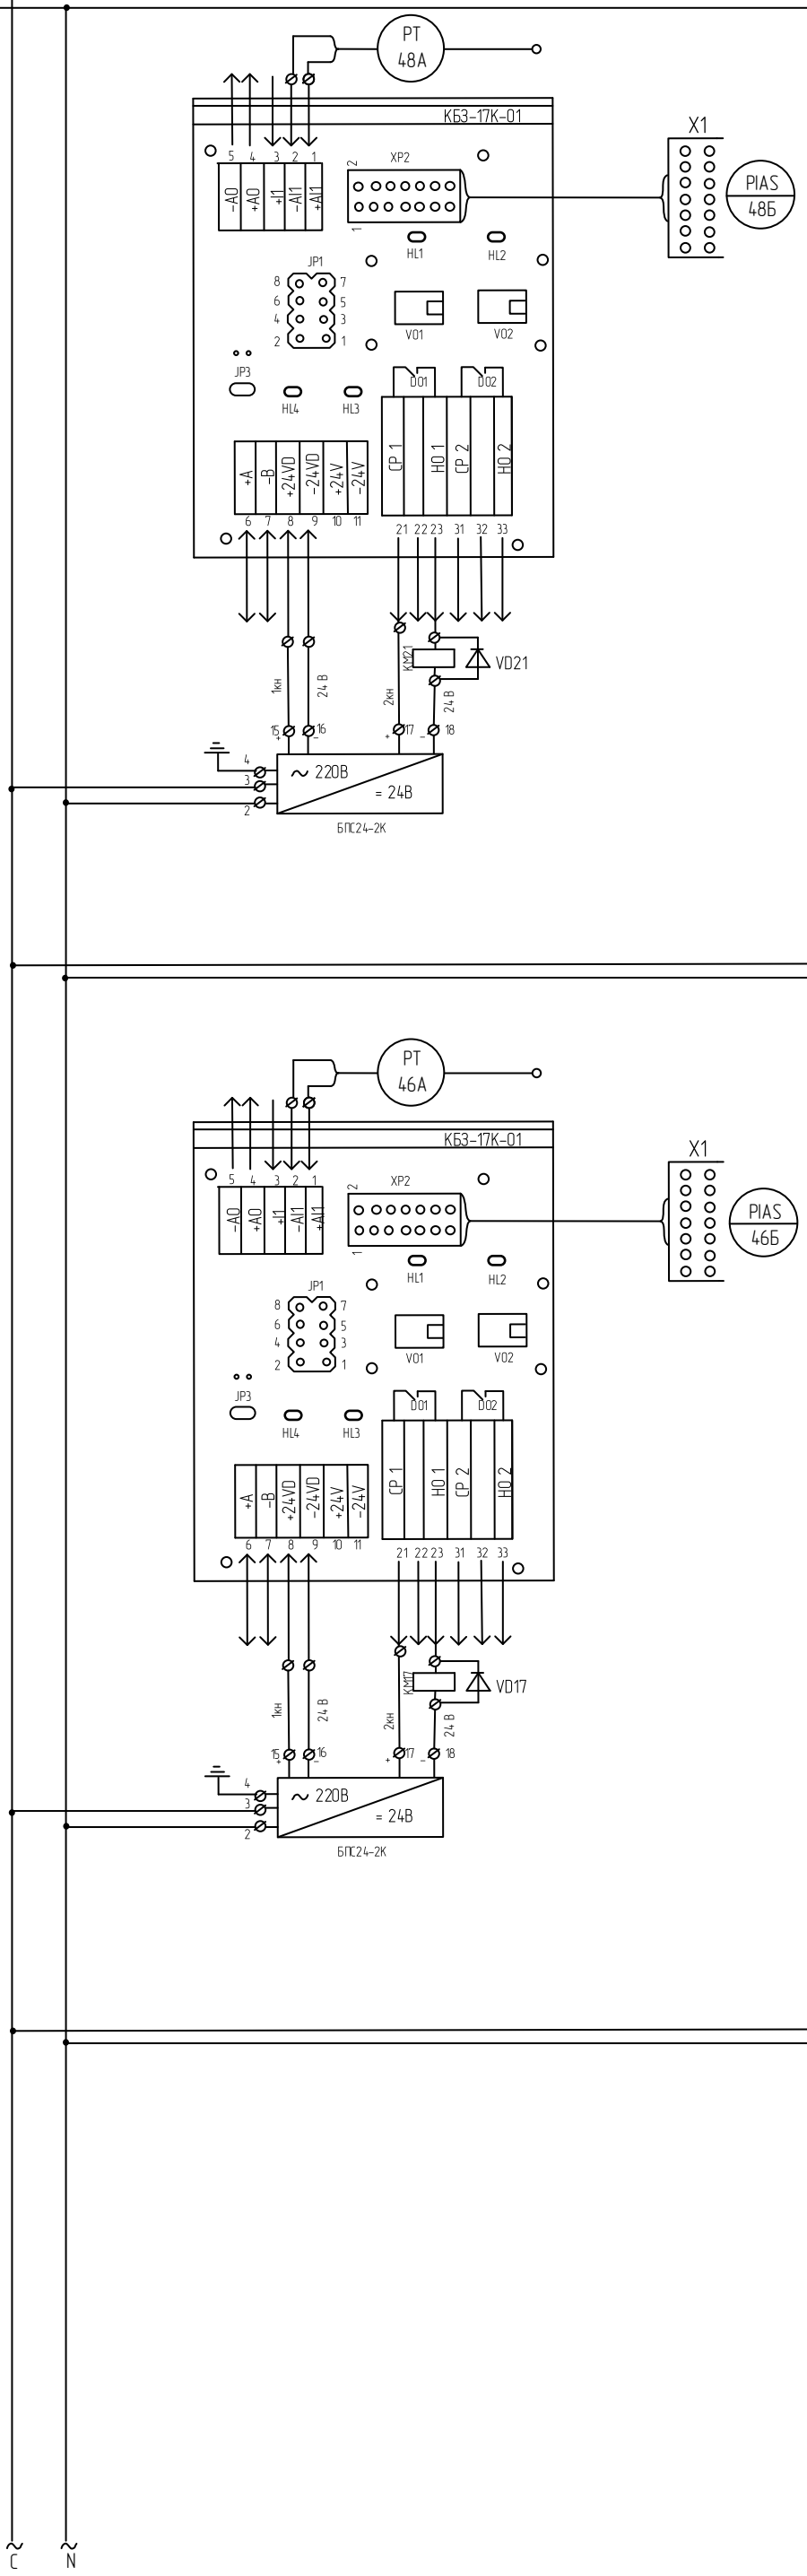 PT
48А
КБЗ-17К-01
X1
5 4 3 2 1
-AO +AO +I1 -AI1 +AI1
2 XP2
1
PIAS
48Б
HL1 HL2
JP1
8 7
6 5
4 3
2 1
VO1 VO2
JP3
HL4 HL3
DO1 DO2
CP 1 HO 1 CP 2 HO 2
+A -B +24VD -24VD +24V -24V
6 7 8 9 10 11
21 22 23 31 32 33
KM21
VD21
1кн 24 В 2кн 24 В
15 + 16 - + 17 - 18
4
3
2
~ 220В
= 24В
БПС24-2К
PT
46А
КБЗ-17К-01
X1
5 4 3 2 1
-AO +AO +I1 -AI1 +AI1
2 XP2
1
PIAS
46Б
HL1 HL2
JP1
8 7
6 5
4 3
2 1
VO1 VO2
JP3
HL4 HL3
DO1 DO2
CP 1 HO 1 CP 2 HO 2
+A -B +24VD -24VD +24V -24V
6 7 8 9 10 11
21 22 23 31 32 33
KM17
VD17
1кн 24 В 2кн 24 В
15 + 16 - + 17 - 18
4
3
2
~ 220В
= 24В
БПС24-2К
~ ~
C N